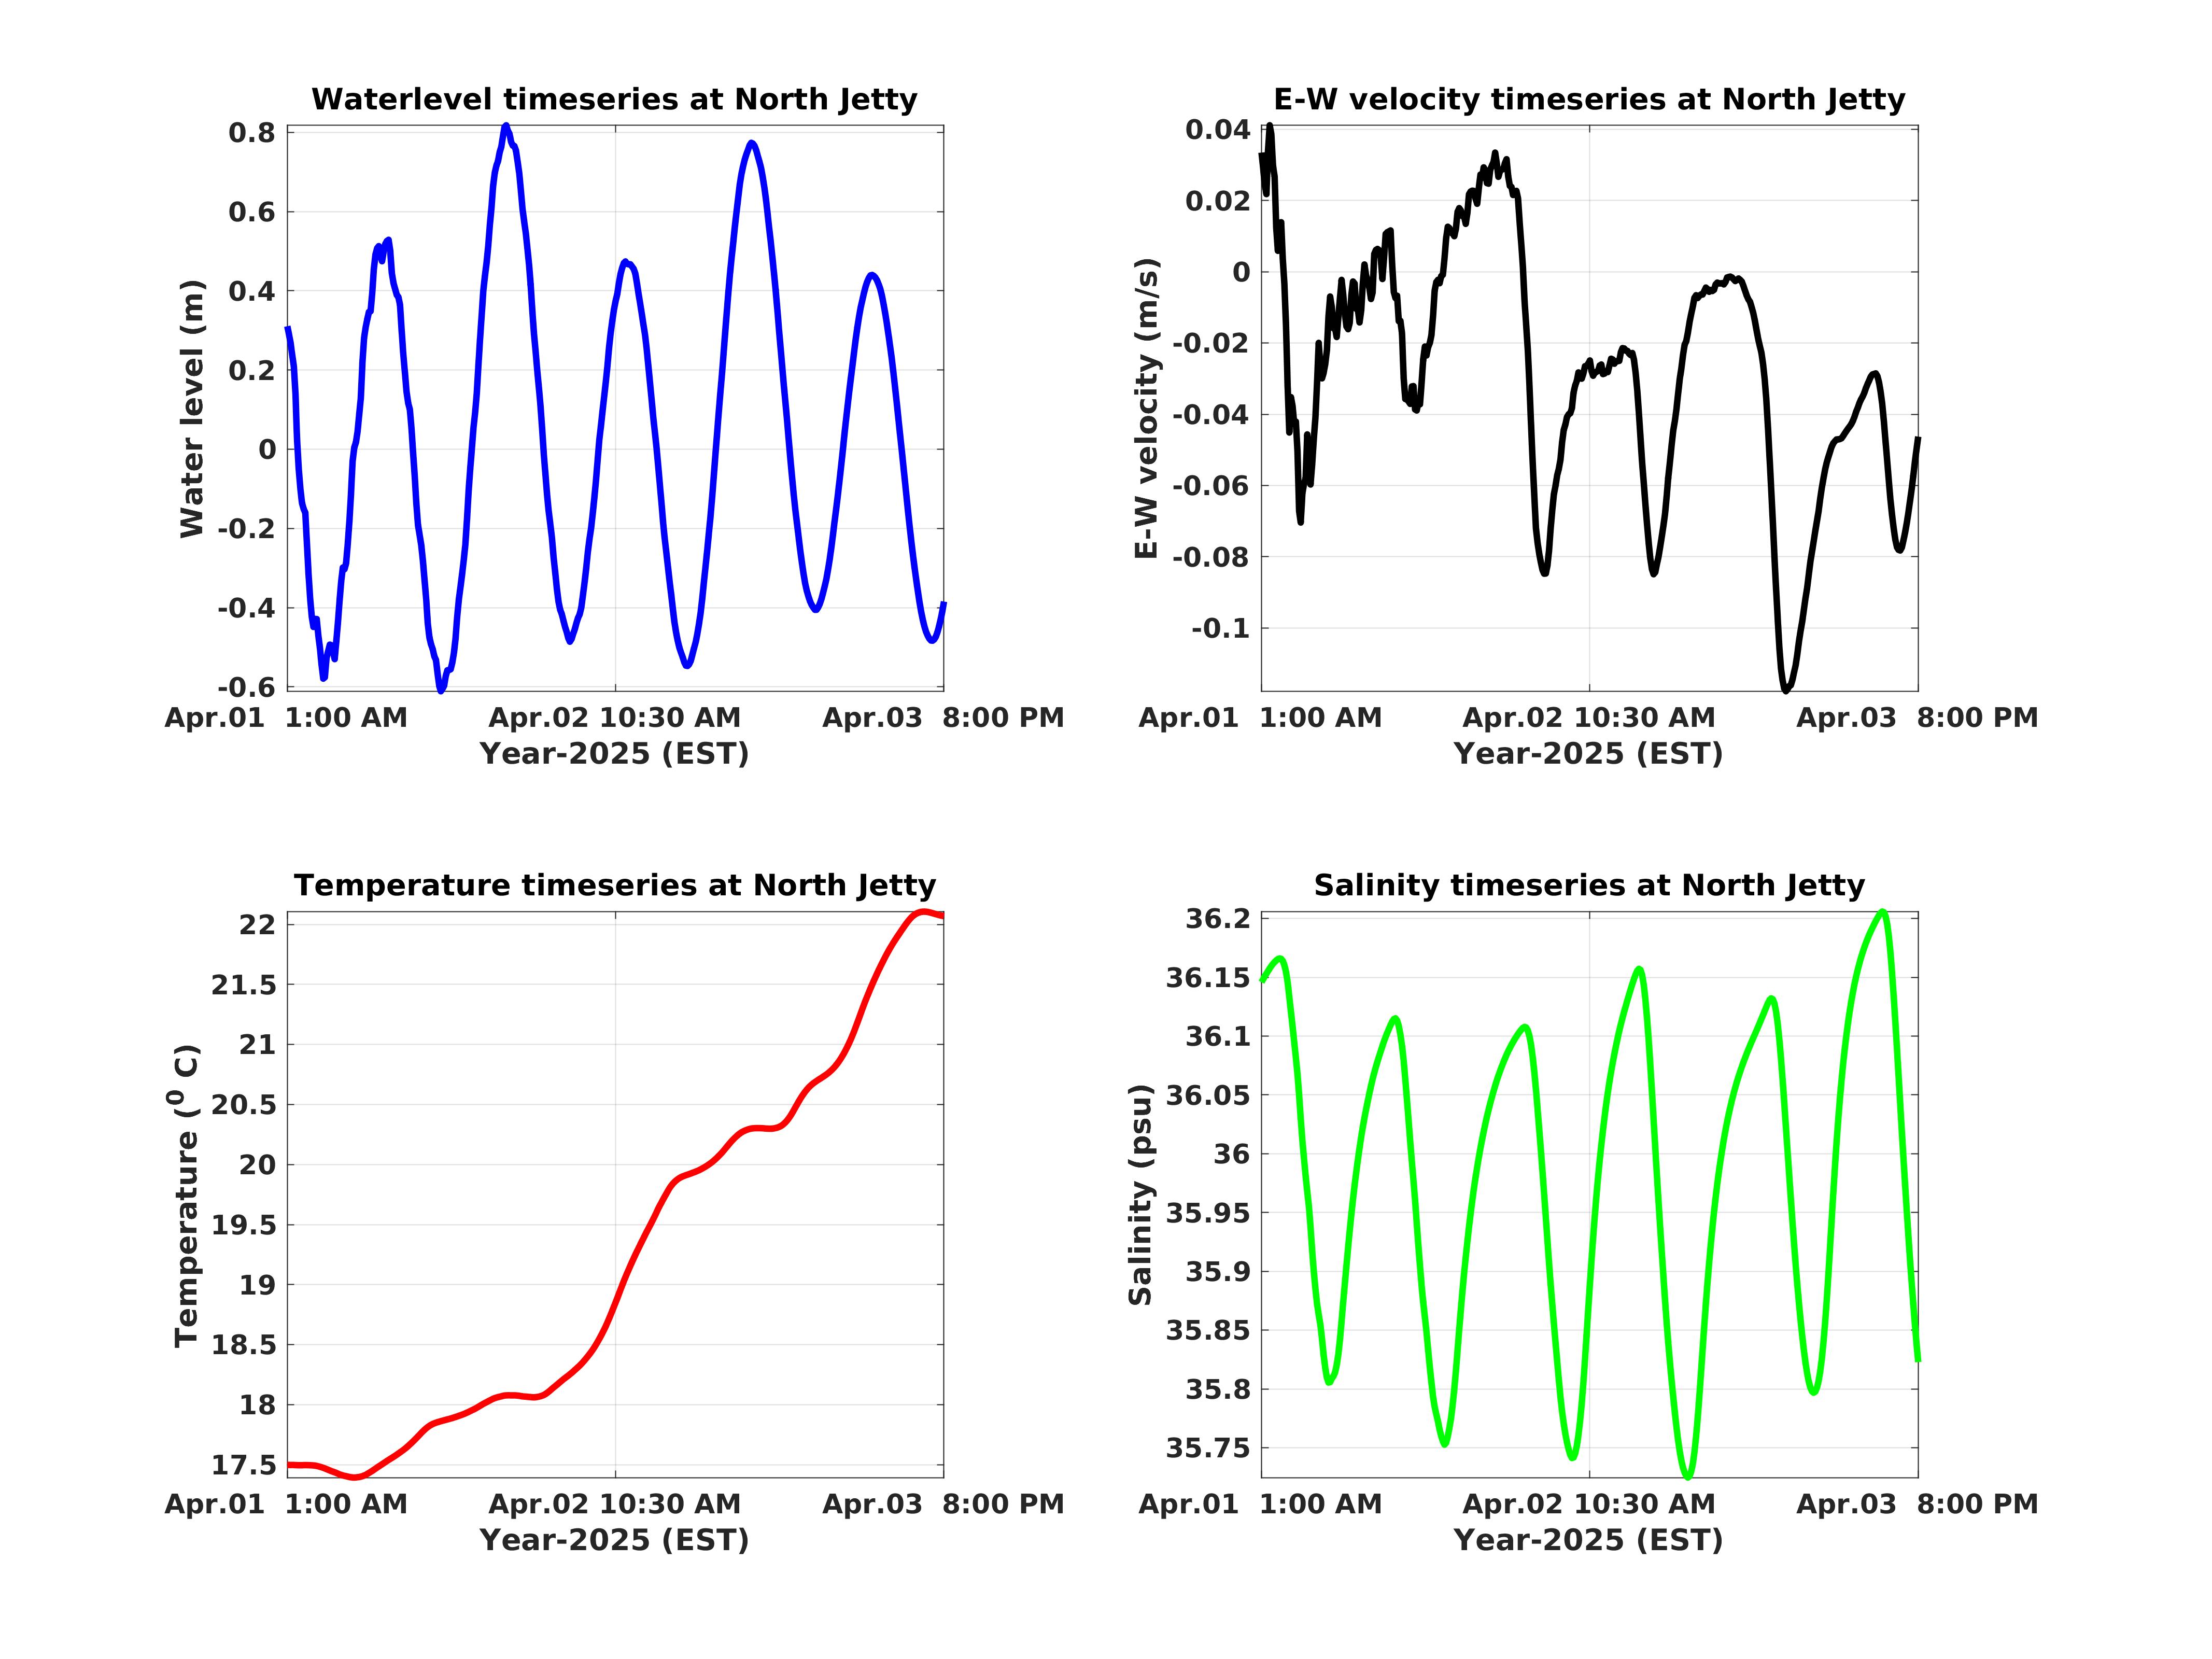 Waterlevel timeseries at North Jetty
0.8
0.6
0.4
0.2
0
-0.2
-0.4
-0.6
Water level (m)
Apr.01 1:00 AM Apr.02 10:30 AM Apr.03 8:00 PM
Year-2025 (EST)
E-W velocity timeseries at North Jetty
0.04
0.02
0
-0.02
-0.04
-0.06
-0.08
-0.1
E-W velocity (m/s)
Apr.01 1:00 AM Apr.02 10:30 AM Apr.03 8:00 PM
Year-2025 (EST)
Temperature timeseries at North Jetty
22
21.5
21
20.5
20
19.5
19
18.5
18
17.5
Temperature (⁰ C)
Apr.01 1:00 AM Apr.02 10:30 AM Apr.03 8:00 PM
Year-2025 (EST)
Salinity timeseries at North Jetty
36.2
36.15
36.1
36.05
36
35.95
35.9
35.85
35.8
35.75
Salinity (psu)
Apr.01 1:00 AM Apr.02 10:30 AM Apr.03 8:00 PM
Year-2025 (EST)